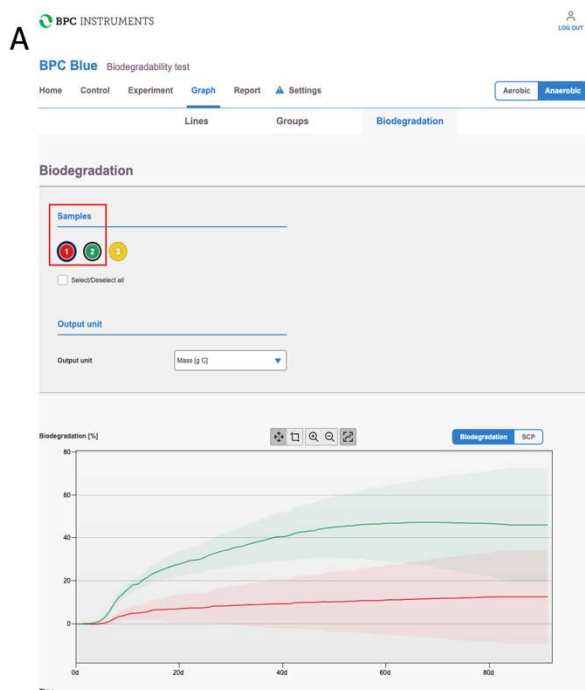 A
BPC INSTRUMENTS
LOG OUT
BPC Blue Biodegradability test
Home Control Experiment Graph Report Settings Aerobic Anaerobic
Lines Groups Biodegradation
Biodegradation
Samples
1 2 3
Select/Deselect all
Output unit
Output unit Mass [g C]
Biodegradation [%] Biodegradation SCP
80
60
40
20
0
0d 20d 40d 60d 80d